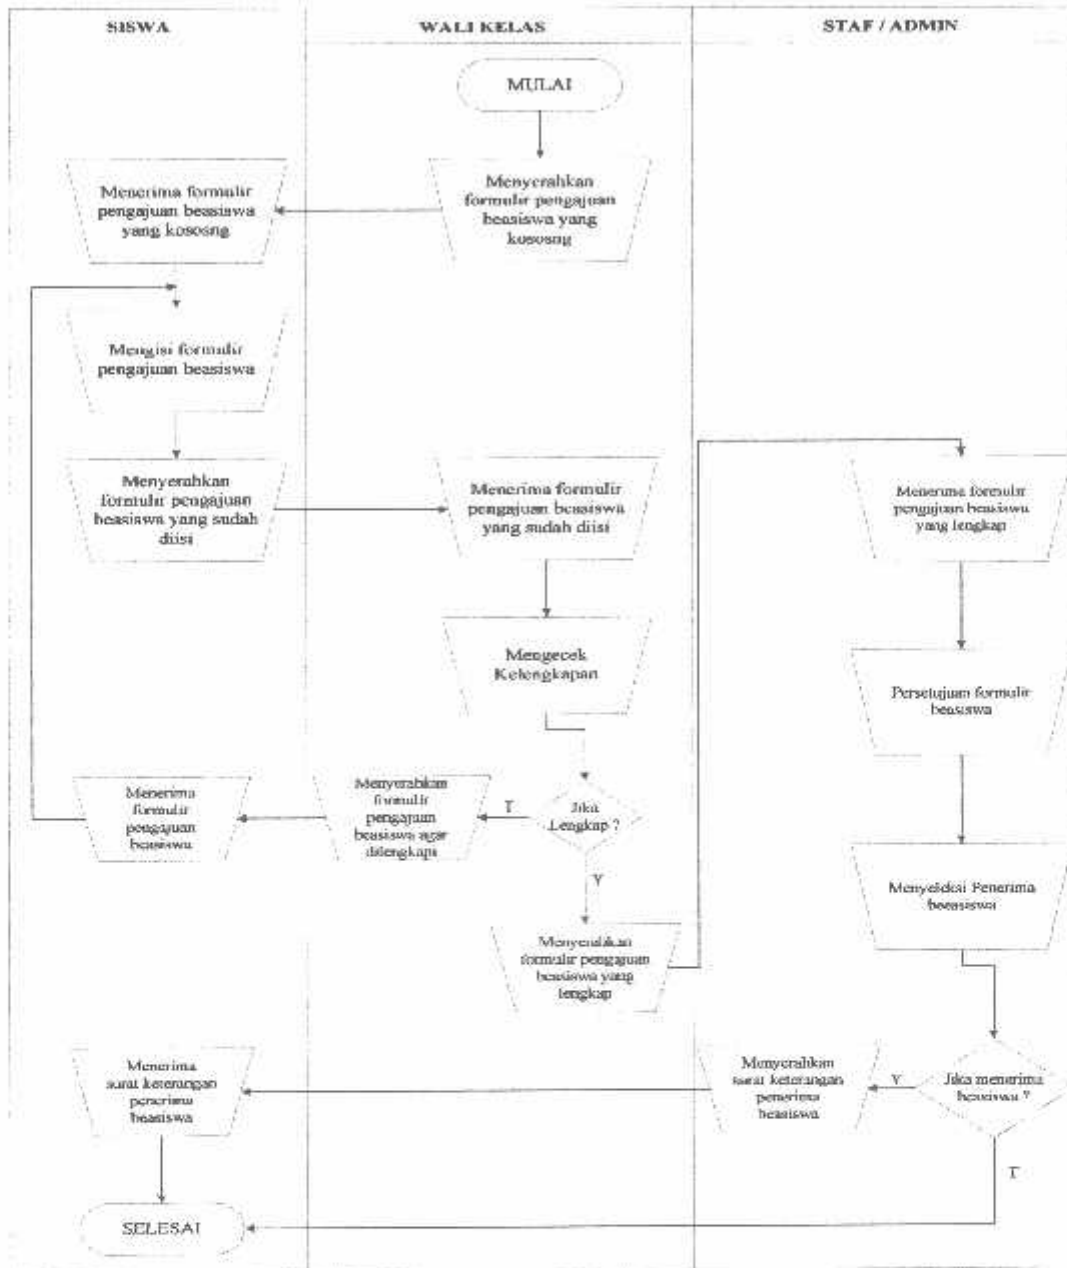 SISWA
WALI KELAS
STAF / ADMIN
MULAI
Menyerahkan
formulir pengajuan
beasiswa yang
kososng
Menerima formulir
pengajuan beasiswa
yang kososng
Mengisi formulir
pengajuan beasiswa
Menyerahkan
formulir pengajuan
beasiswa yang sudah
diisi
Menerima formulir
pengajuan beasiswa
yang sudah diisi
Mengecek
Kelengkapan
Jika
Lengkap ?
T
Menyerahkan
formulir
pengajuan
beasiswa agar
dilengkapi
Menerima
formulir
pengajuan
beasiswa
Y
Menyerahkan
formulir pengajuan
beasiswa yang
lengkap
Menerima formulir
pengajuan beasiswa
yang lengkap
Persetujuan formulir
beasiswa
Menyeleksi Penerima
beeasiswa
Jika menerima
beasiswa ?
Y
Menyerahkan
surat keterangan
penerima
beasiswa
Menerima
surat keterangan
penerima
beasiswa
T
SELESAI